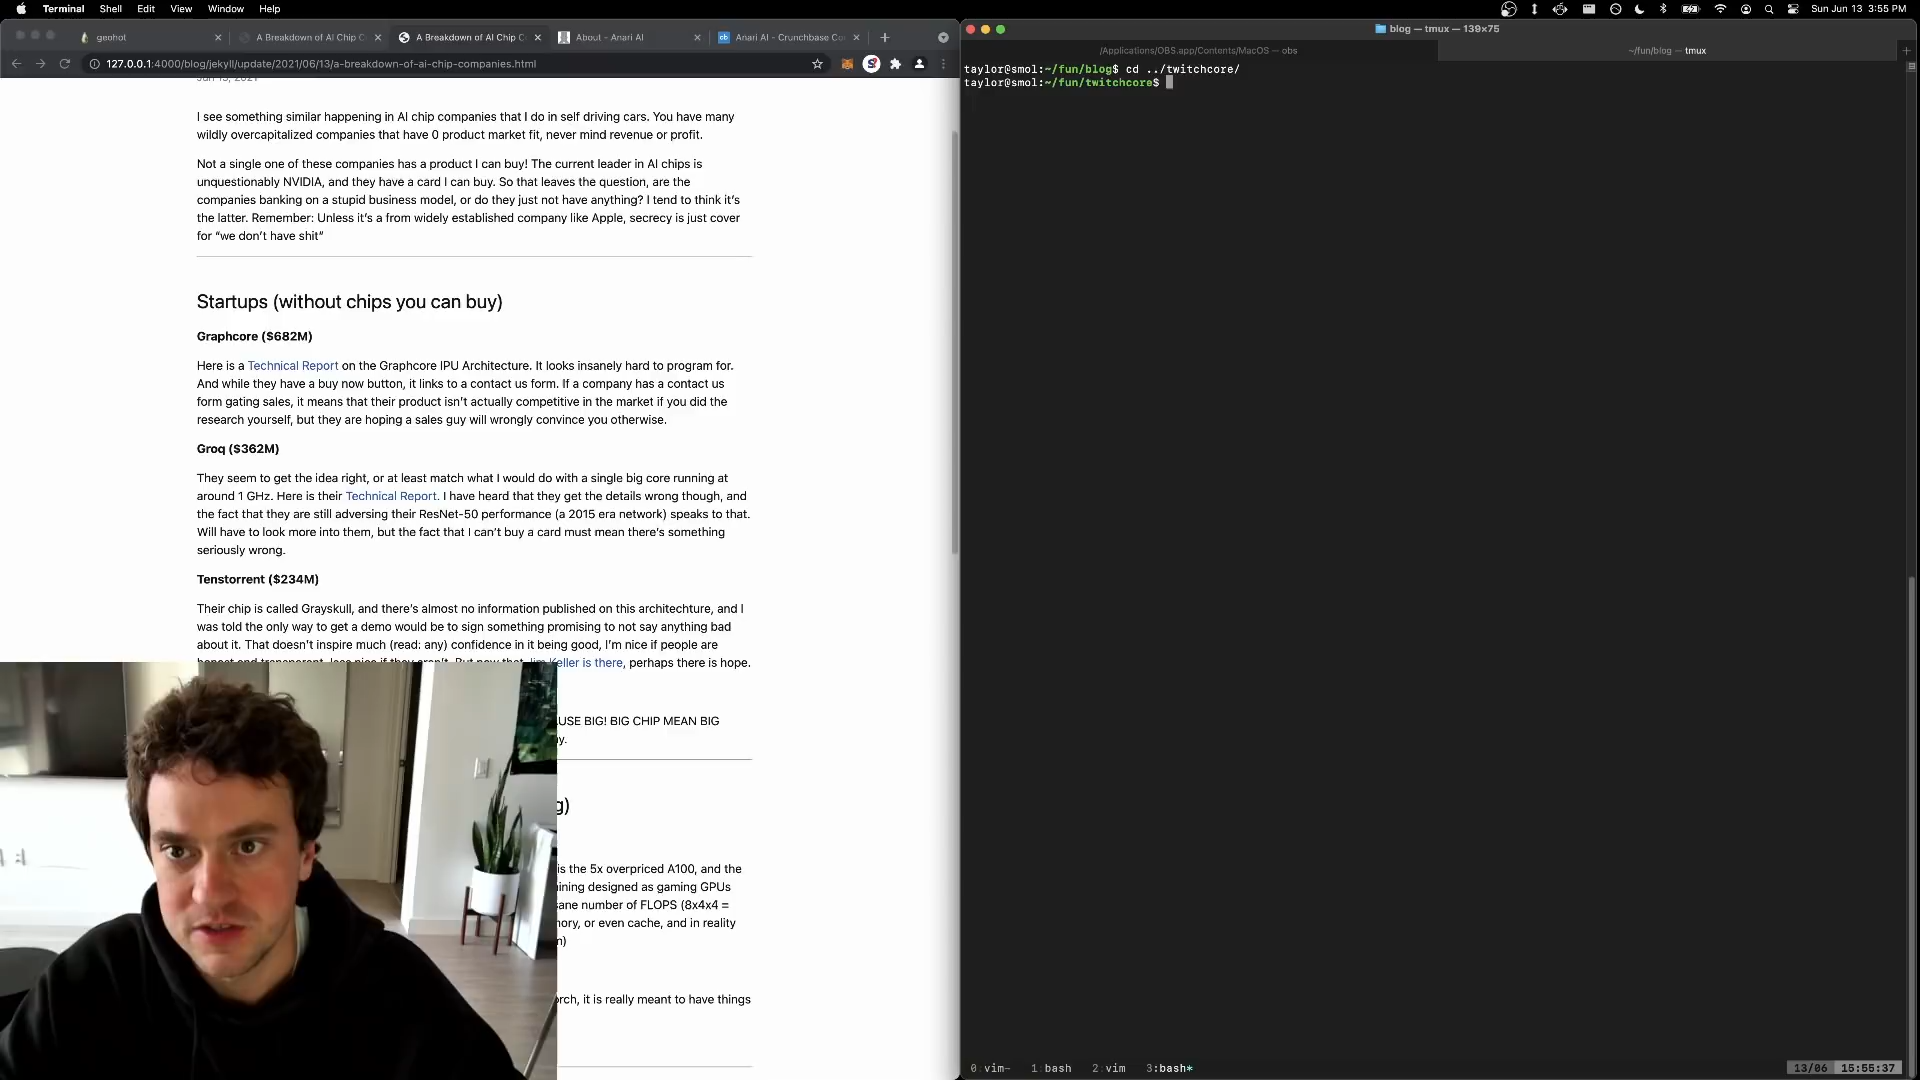 Terminal Shell Edit View Window Help
Sun Jun 13 3:55 PM
geohot
A Breakdown of AI Chip C
A Breakdown of AI Chip C
About – Anari AI
Anari AI - Crunchbase Co
127.0.0.1:4000/blog/jekyll/update/2021/06/13/a-breakdown-of-ai-chip-companies.html
Jun 13, 2021
I see something similar happening in AI chip companies that I do in self driving cars. You have many
wildly overcapitalized companies that have 0 product market fit, never mind revenue or profit.
Not a single one of these companies has a product I can buy! The current leader in AI chips is
unquestionably NVIDIA, and they have a card I can buy. So that leaves the question, are the
companies banking on a stupid business model, or do they just not have anything? I tend to think it's
the latter. Remember: Unless it's a from widely established company like Apple, secrecy is just cover
for “we don't have shit”
Startups (without chips you can buy)
Graphcore ($682M)
Here is a Technical Report on the Graphcore IPU Architecture. It looks insanely hard to program for.
And while they have a buy now button, it links to a contact us form. If a company has a contact us
form gating sales, it means that their product isn't actually competitive in the market if you did the
research yourself, but they are hoping a sales guy will wrongly convince you otherwise.
Groq ($362M)
They seem to get the idea right, or at least match what I would do with a single big core running at
around 1 GHz. Here is their Technical Report. I have heard that they get the details wrong though, and
the fact that they are still adversing their ResNet-50 performance (a 2015 era network) speaks to that.
Will have to look more into them, but the fact that I can't buy a card must mean there's something
seriously wrong.
Tenstorrent ($234M)
Their chip is called Grayskull, and there's almost no information published on this architechture, and I
was told the only way to get a demo would be to sign something promising to not say anything bad
about it. That doesn't inspire much (read: any) confidence in it being good, I'm nice if people are
Keller is there, perhaps there is hope.
USE BIG! BIG CHIP MEAN BIG
y.
g)
is the 5x overpriced A100, and the
ining designed as gaming GPUs
sane number of FLOPS (8x4x4 =
nory, or even cache, and in reality
n)
orch, it is really meant to have things
blog — tmux — 139×75
/Applications/OBS.app/Contents/MacOS — obs
~/fun/blog — tmux
taylor@smol:~/fun/blog$ cd ../twitchcore/
taylor@smol:~/fun/twitchcore$
0 vim- 1 bash 2 vim 3:bash*
13/06 15:55:37